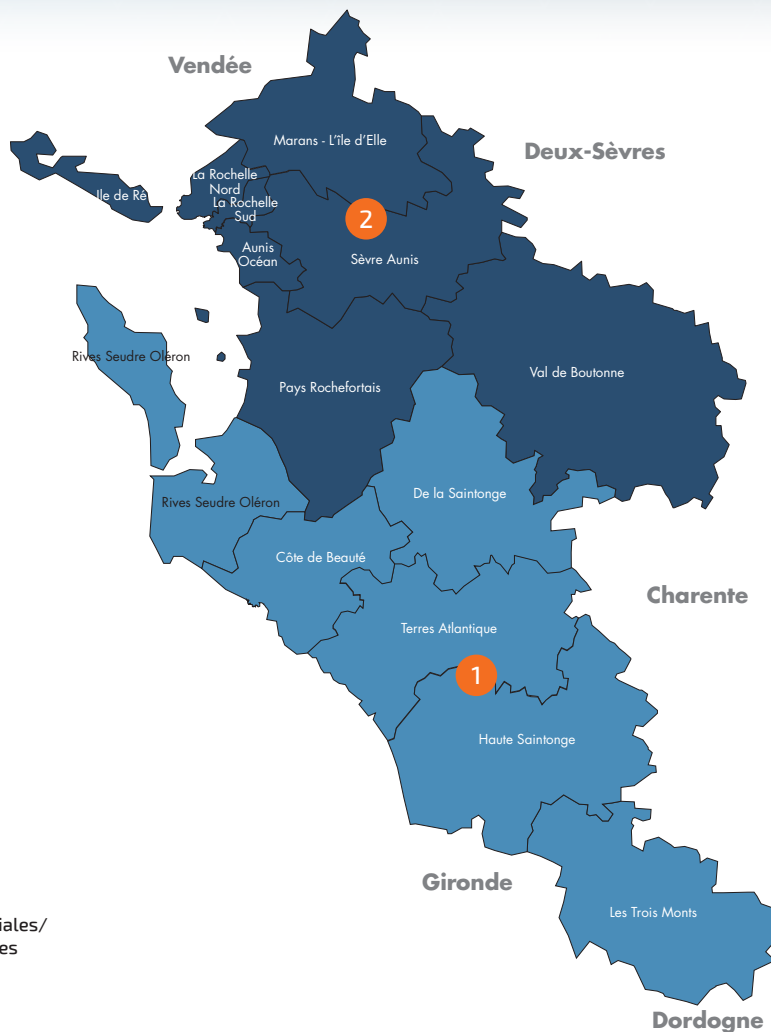 Vendée
Marans - L'île d'Elle
Deux-Sèvres
La Rochelle
Nord
Ile de Ré
La Rochelle
Sud
2
Aunis
Océan
Sèvre Aunis
Rives Seudre Oléron
Val de Boutonne
Pays Rochefortais
De la Saintonge
Rives Seudre Oléron
Côte de Beauté
Charente
Terres Atlantique
1
Haute Saintonge
Gironde
Les Trois Monts
iales/
es
Dordogne